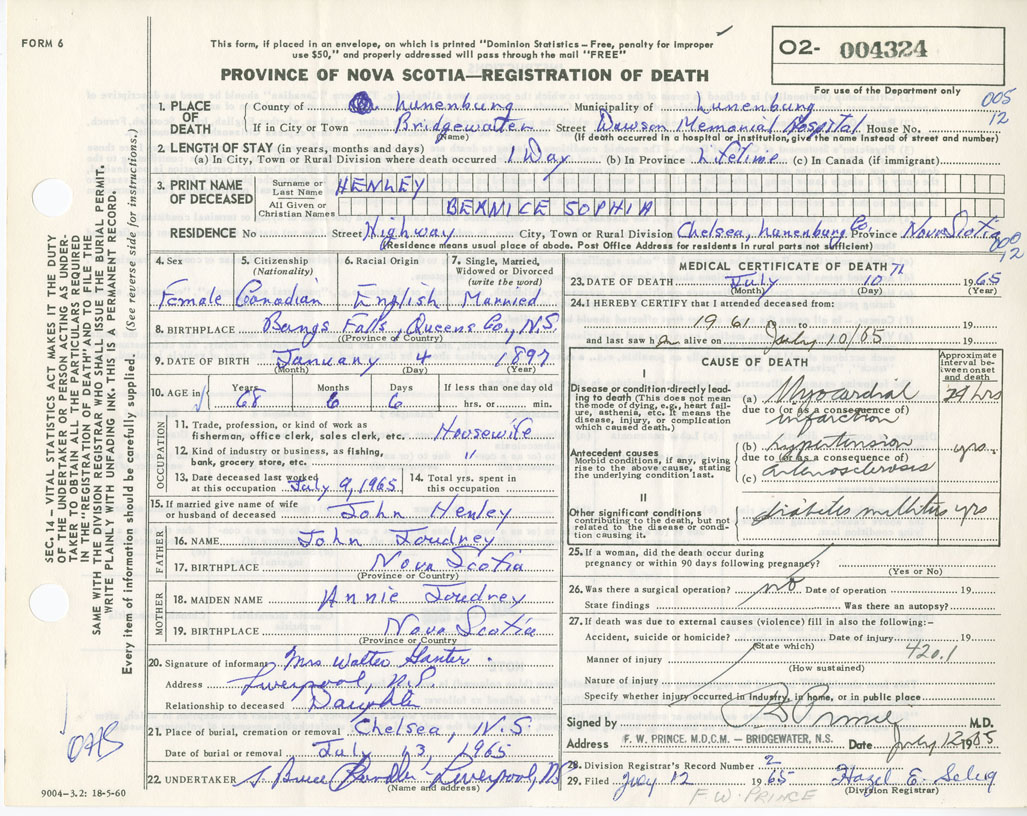 FORM 6
This form, if placed in an envelope, on which is printed "Dominion Statistics – Free, penalty for improper
use $50," and properly addressed will pass through the mail "FREE"
PROVINCE OF NOVA SCOTIA—REGISTRATION OF DEATH
02- 004324
For use of the Department only
005
12
1. PLACE OF DEATH
County of Lunenburg Municipality of Lunenburg
If in City or Town Bridgewater Street Dawson Memorial Hospital House No.
(Name) (If death occurred in a hospital or institution, give the name instead of street and number)
2. LENGTH OF STAY (in years, months and days)
(a) In City, Town or Rural Division where death occurred 1 Day (b) In Province Lifetime (c) In Canada (if immigrant)
3. PRINT NAME OF DECEASED
Surname or Last Name HENLEY
All Given or Christian Names BERNICE SOPHIA
RESIDENCE No Street Highway City, Town or Rural Division Chelsea, Lunenburg Co. Province Nova Scotia
(Residence means usual place of abode. Post Office Address for residents in rural parts not sufficient)
000
12
4. Sex Female
5. Citizenship (Nationality) Canadian
6. Racial Origin English
7. Single, Married, Widowed or Divorced (write the word) Married
8. BIRTHPLACE Bangs Falls, Queens Co., N.S.
(Province or Country)
9. DATE OF BIRTH January 4 1897
(Month) (Day) (Year)
10. AGE in Years 68 Months 6 Days 6 If less than one day old hrs. or min.
OCCUPATION
11. Trade, profession, or kind of work as fisherman, office clerk, sales clerk, etc. Housewife
12. Kind of industry or business, as fishing, bank, grocery store, etc. "
13. Date deceased last worked at this occupation July 9, 1965
14. Total yrs. spent in this occupation
15. If married give name of wife or husband of deceased John Henley
FATHER
16. NAME John Joudrey
17. BIRTHPLACE Nova Scotia
(Province or Country)
MOTHER
18. MAIDEN NAME Annie Joudrey
19. BIRTHPLACE Nova Scotia
(Province or Country)
20. Signature of informant Mrs Walter
Address Liverpool, N.S.
Relationship to deceased Daughter
21. Place of burial, cremation or removal Chelsea, N.S.
Date of burial or removal July 13, 1965
22. UNDERTAKER Bruce Liverpool, NS
(Name and address)
9004-3.2: 18-5-60
MEDICAL CERTIFICATE OF DEATH 71
23. DATE OF DEATH July 10 1965
(Month) (Day) (Year)
24. I HEREBY CERTIFY that I attended deceased from:
1961 to 19
and last saw her alive on July 10/65 19
CAUSE OF DEATH
Approximate interval between onset and death
I
Disease or condition directly leading to death (This does not mean the mode of dying, e.g., heart failure, asthenia, etc. It means the disease, injury, or complication which caused death.)
(a) Myocardial infarction 24 hrs
due to (or as a consequence of)
Antecedent causes
Morbid conditions, if any, giving rise to the above cause, stating the underlying condition last.
(b) hypertension yrs.
due to (or as a consequence of)
(c) arteriosclerosis
II
Other significant conditions
contributing to the death, but not related to the disease or condition causing it.
diabetes mellitis yrs
25. If a woman, did the death occur during
pregnancy or within 90 days following pregnancy?
(Yes or No)
26. Was there a surgical operation? no Date of operation 19
State findings Was there an autopsy?
27. If death was due to external causes (violence) fill in also the following:-
Accident, suicide or homicide? Date of injury 19
(State which) 420.1
Manner of injury
(How sustained)
Nature of injury
Specify whether injury occurred in industry, in home, or in public place
Signed by Prince M.D.
Address F. W. PRINCE. M.D.C.M. — BRIDGEWATER, N.S. Date July 12 1965
28. Division Registrar's Record Number 2
29. Filed July 12 1965 Hazel E.
(Division Registrar)
F W. PRINCE
SEC. 14 – VITAL STATISTICS ACT MAKES IT THE DUTY
OF THE UNDERTAKER OR PERSON ACTING AS UNDER-
TAKER TO OBTAIN ALL THE PARTICULARS REQUIRED
IN THE "REGISTRATION OF DEATH" AND TO FILE THE
SAME WITH THE DIVISION REGISTRAR WHO SHALL ISSUE THE BURIAL PERMIT.
WRITE PLAINLY WITH UNFADING INK—THIS IS A PERMANENT RECORD.
Every item of information should be carefully supplied. (See reverse side for instructions.)